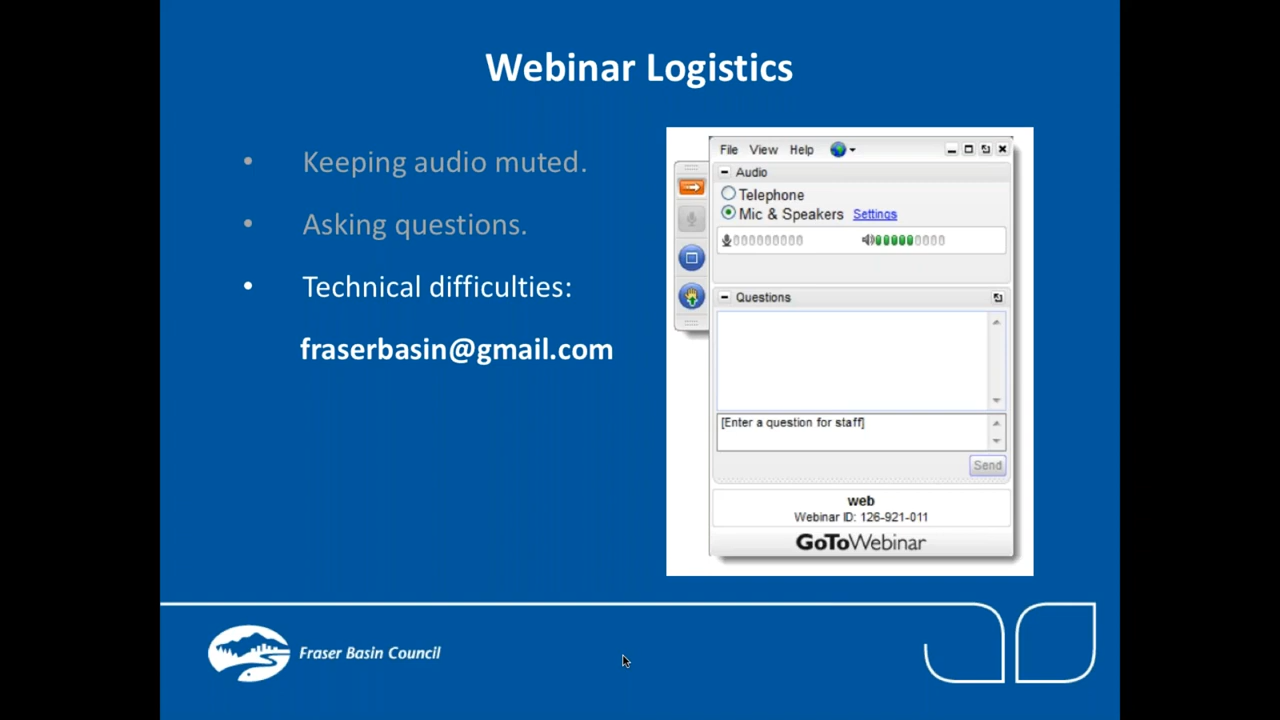 Webinar Logistics
• Keeping audio muted.
• Asking questions.
• Technical difficulties:
fraserbasin@gmail.com
File View Help
Audio
Telephone
Mic & Speakers Settings
Questions
[Enter a question for staff]
Send
web
Webinar ID: 126-921-011
GoToWebinar
Fraser Basin Council